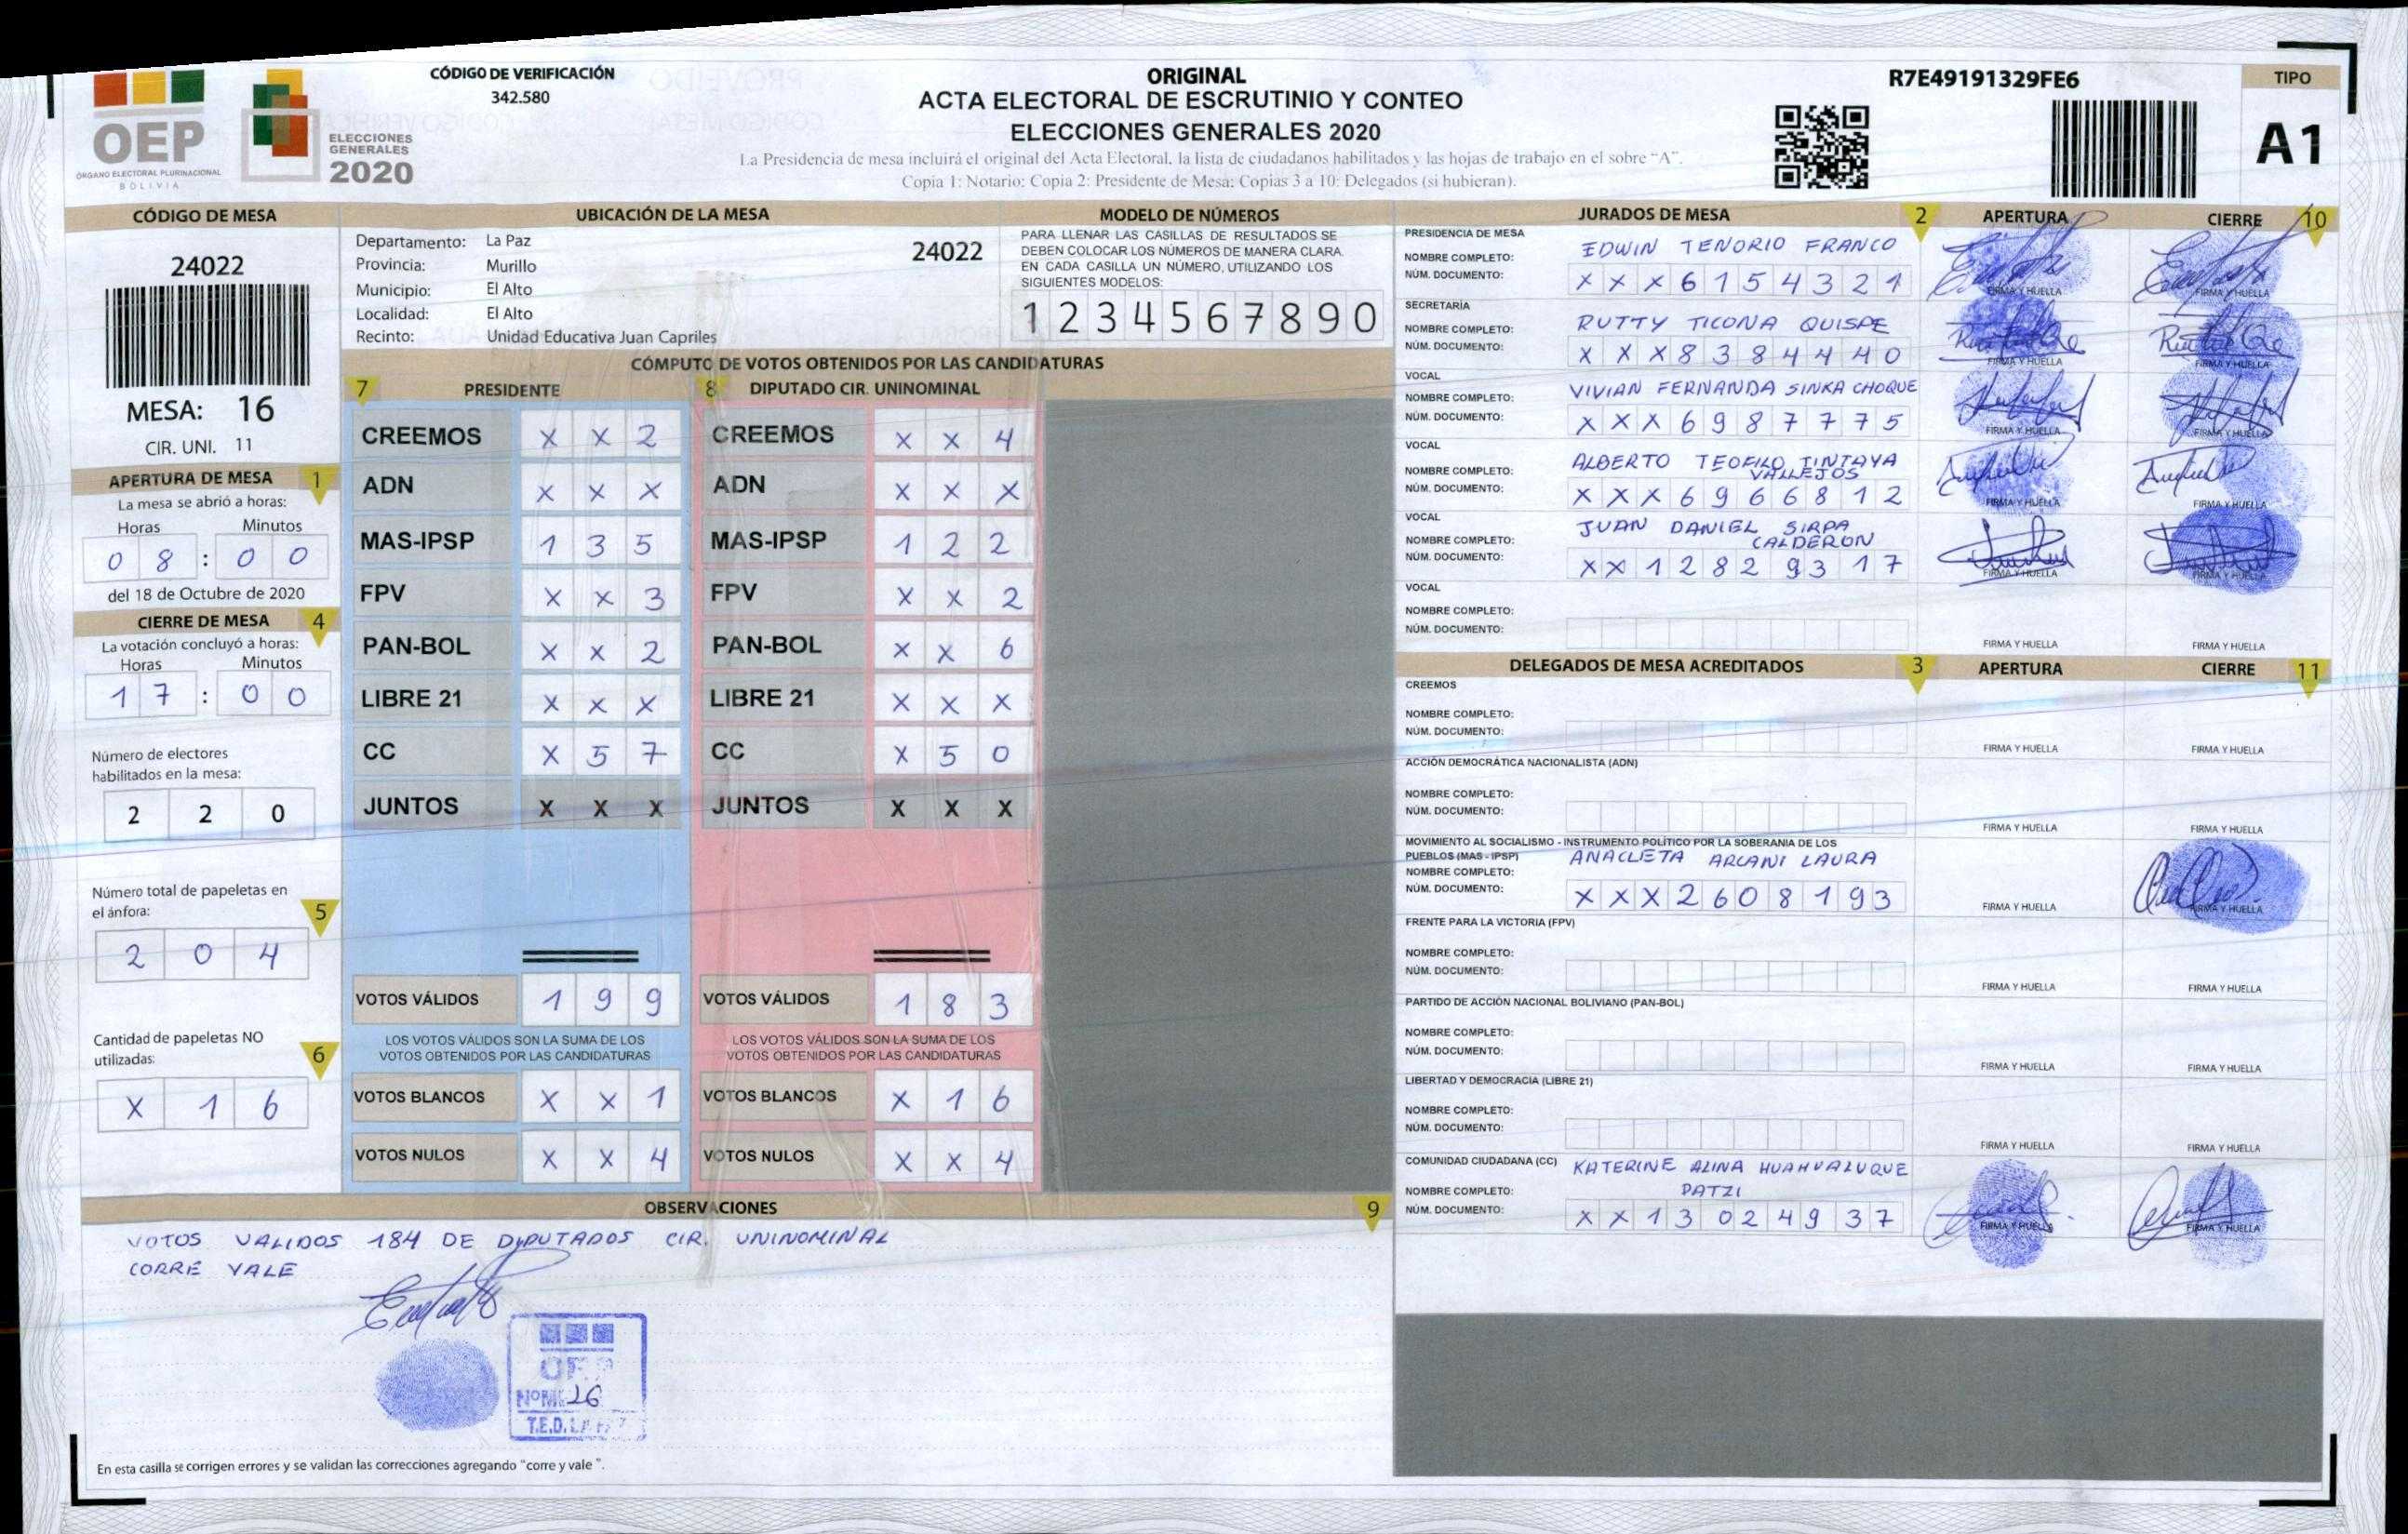 OEP
ÓRGANO ELECTORAL PLURINACIONAL
BOLIVIA
ELECCIONES
GENERALES
2020
CÓDIGO DE VERIFICACIÓN
342.580
ORIGINAL
ACTA ELECTORAL DE ESCRUTINIO Y CONTEO
ELECCIONES GENERALES 2020
La Presidencia de mesa incluirá el original del Acta Electoral, la lista de ciudadanos habilitados y las hojas de trabajo en el sobre "A".
Copia 1: Notario; Copia 2: Presidente de Mesa; Copias 3 a 10: Delegados (si hubieran).
R7E49191329FE6
TIPO
A1
CÓDIGO DE MESA
24022
MESA: 16
CIR. UNI. 11
APERTURA DE MESA 1
La mesa se abrió a horas:
Horas Minutos
0 8 : 0 0
del 18 de Octubre de 2020
CIERRE DE MESA 4
La votación concluyó a horas:
Horas Minutos
1 7 : 0 0
Número de electores
habilitados en la mesa:
2 2 0
Número total de papeletas en
el ánfora: 5
2 0 4
Cantidad de papeletas NO
utilizadas: 6
X 1 6
UBICACIÓN DE LA MESA
Departamento: La Paz 24022
Provincia: Murillo
Municipio: El Alto
Localidad: El Alto
Recinto: Unidad Educativa Juan Capriles
MODELO DE NÚMEROS
PARA LLENAR LAS CASILLAS DE RESULTADOS SE
DEBEN COLOCAR LOS NÚMEROS DE MANERA CLARA.
EN CADA CASILLA UN NÚMERO, UTILIZANDO LOS
SIGUIENTES MODELOS:
1 2 3 4 5 6 7 8 9 0
CÓMPUTO DE VOTOS OBTENIDOS POR LAS CANDIDATURAS
7 PRESIDENTE 8 DIPUTADO CIR. UNINOMINAL
CREEMOS X X 2 CREEMOS X X 4
ADN X X X ADN X X X
MAS-IPSP 1 3 5 MAS-IPSP 1 2 2
FPV X X 3 FPV X X 2
PAN-BOL X X 2 PAN-BOL X X 6
LIBRE 21 X X X LIBRE 21 X X X
CC X 5 7 CC X 5 0
JUNTOS X X X JUNTOS X X X
VOTOS VÁLIDOS 1 9 9 VOTOS VÁLIDOS 1 8 3
LOS VOTOS VÁLIDOS SON LA SUMA DE LOS LOS VOTOS VÁLIDOS SON LA SUMA DE LOS
VOTOS OBTENIDOS POR LAS CANDIDATURAS VOTOS OBTENIDOS POR LAS CANDIDATURAS
VOTOS BLANCOS X X 1 VOTOS BLANCOS X 1 6
VOTOS NULOS X X 4 VOTOS NULOS X X 4
OBSERVACIONES 9
VOTOS VALIDOS 184 DE DIPUTADOS CIR. UNINOMINAL
CORRE VALE
26
T.E.D.
En esta casilla se corrigen errores y se validan las correcciones agregando "corre y vale".
JURADOS DE MESA 2 APERTURA CIERRE 10
PRESIDENCIA DE MESA
NOMBRE COMPLETO: EDWIN TENORIO FRANCO
NÚM. DOCUMENTO: X X X 6 1 5 4 3 2 1
FIRMA Y HUELLA FIRMA Y HUELLA
SECRETARÍA
NOMBRE COMPLETO: RUTTY TICONA QUISPE
NÚM. DOCUMENTO: X X X 8 3 8 4 4 4 0
FIRMA Y HUELLA FIRMA Y HUELLA
VOCAL
NOMBRE COMPLETO: VIVIAN FERNANDA SINKA CHOQUE
NÚM. DOCUMENTO: X X X 6 9 8 7 7 7 5
FIRMA Y HUELLA FIRMA Y HUELLA
VOCAL
NOMBRE COMPLETO: ALBERTO TEOFILO TINTAYA
VALLEJOS
NÚM. DOCUMENTO: X X X 6 9 6 6 8 1 2
FIRMA Y HUELLA FIRMA Y HUELLA
VOCAL
NOMBRE COMPLETO: JUAN DANIEL SIRPA
CALDERON
NÚM. DOCUMENTO: X X 1 2 8 2 9 3 1 7
FIRMA Y HUELLA FIRMA Y HUELLA
VOCAL
NOMBRE COMPLETO:
NÚM. DOCUMENTO:
FIRMA Y HUELLA FIRMA Y HUELLA
DELEGADOS DE MESA ACREDITADOS 3 APERTURA CIERRE 11
CREEMOS
NOMBRE COMPLETO:
NÚM. DOCUMENTO:
FIRMA Y HUELLA FIRMA Y HUELLA
ACCIÓN DEMOCRÁTICA NACIONALISTA (ADN)
NOMBRE COMPLETO:
NÚM. DOCUMENTO:
FIRMA Y HUELLA FIRMA Y HUELLA
MOVIMIENTO AL SOCIALISMO - INSTRUMENTO POLÍTICO POR LA SOBERANIA DE LOS
PUEBLOS (MAS - IPSP) ANACLETA ARCANI LAURA
NOMBRE COMPLETO:
NÚM. DOCUMENTO: X X X 2 6 0 8 1 9 3
FIRMA Y HUELLA FIRMA Y HUELLA
FRENTE PARA LA VICTORIA (FPV)
NOMBRE COMPLETO:
NÚM. DOCUMENTO:
FIRMA Y HUELLA FIRMA Y HUELLA
PARTIDO DE ACCIÓN NACIONAL BOLIVIANO (PAN-BOL)
NOMBRE COMPLETO:
NÚM. DOCUMENTO:
FIRMA Y HUELLA FIRMA Y HUELLA
LIBERTAD Y DEMOCRACIA (LIBRE 21)
NOMBRE COMPLETO:
NÚM. DOCUMENTO:
FIRMA Y HUELLA FIRMA Y HUELLA
COMUNIDAD CIUDADANA (CC) KATERINE ALINA HUAHUALUQUE
NOMBRE COMPLETO: PATZI
NÚM. DOCUMENTO: X X 1 3 0 2 4 9 3 7
FIRMA Y HUELLA FIRMA Y HUELLA